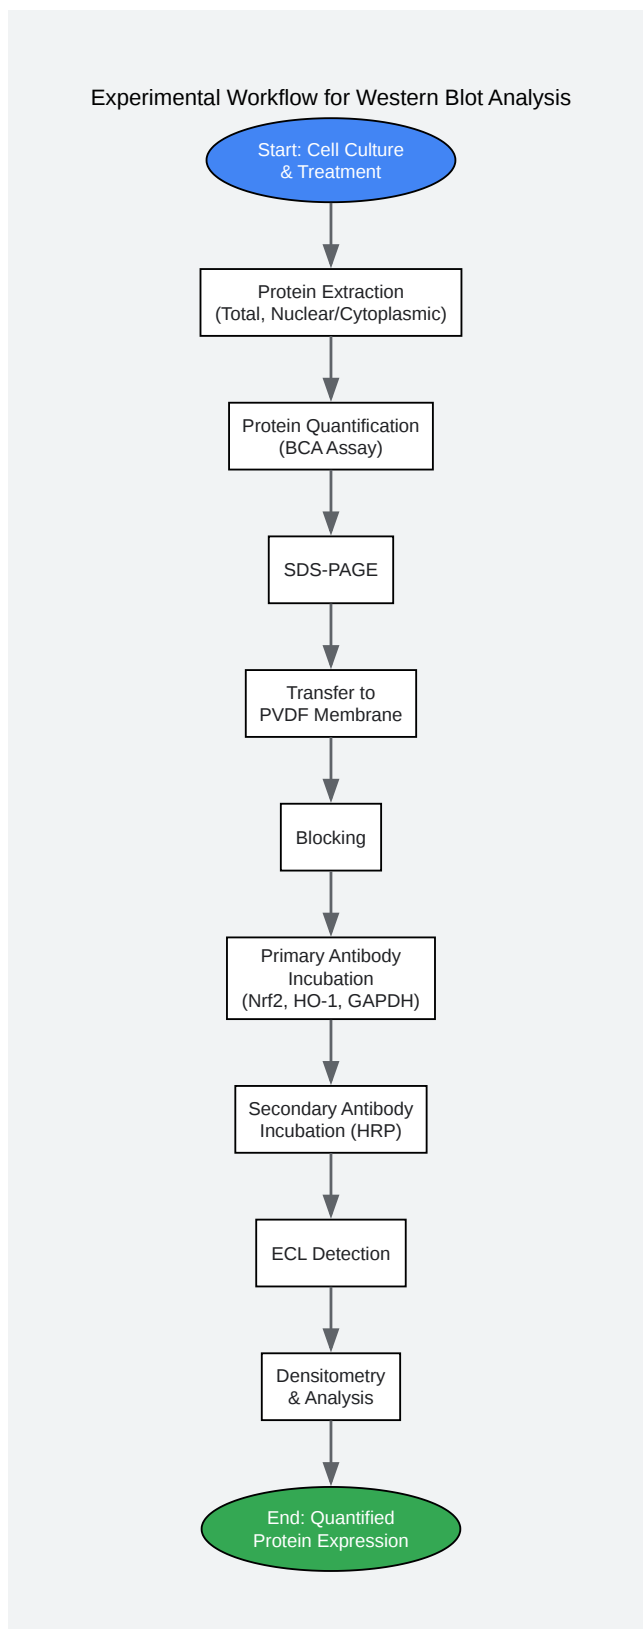 Experimental Workflow for Western Blot Analysis
Start: Cell Culture
& Treatment
Protein Extraction
(Total, Nuclear/Cytoplasmic)
Protein Quantification
(BCA Assay)
SDS-PAGE
Transfer to
PVDF Membrane
Blocking
Primary Antibody
Incubation
(Nrf2, HO-1, GAPDH)
Secondary Antibody
Incubation (HRP)
ECL Detection
Densitometry
& Analysis
End: Quantified
Protein Expression